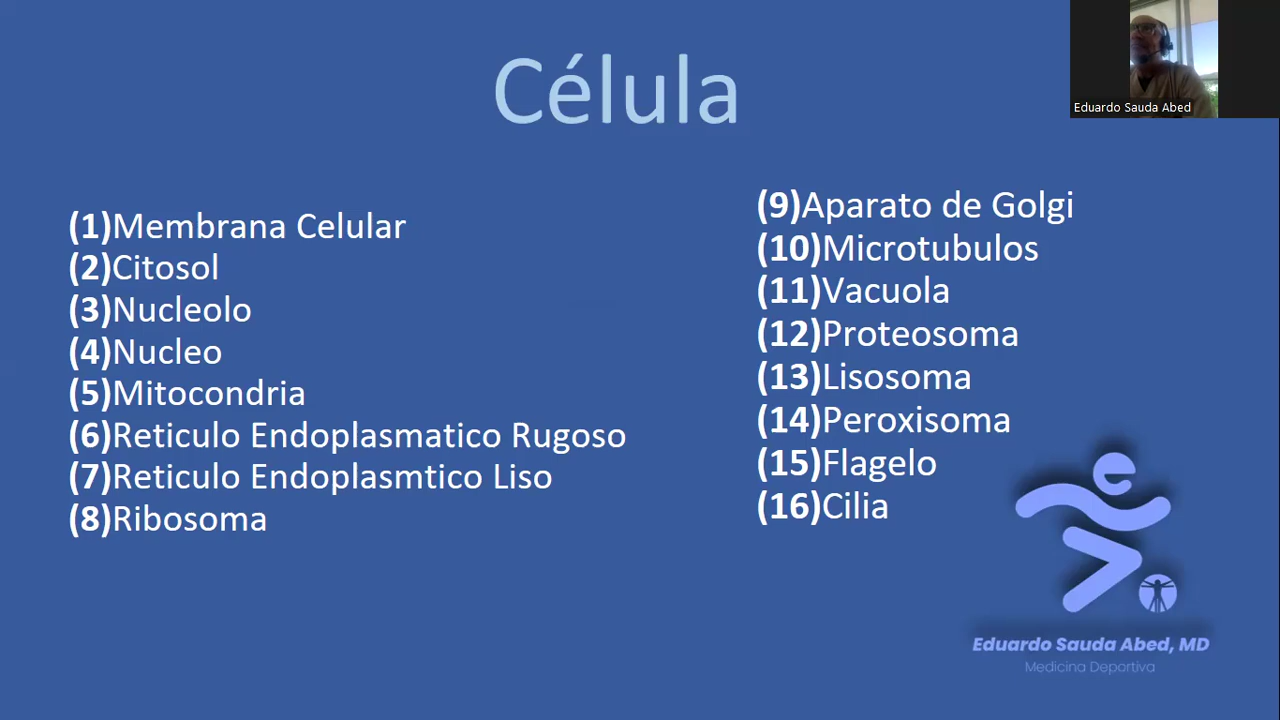 Célula
Eduardo Sauda Abed
(1)Membrana Celular
(2)Citosol
(3)Nucleolo
(4)Nucleo
(5)Mitocondria
(6)Reticulo Endoplasmatico Rugoso
(7)Reticulo Endoplasmtico Liso
(8)Ribosoma
(9)Aparato de Golgi
(10)Microtubulos
(11)Vacuola
(12)Proteosoma
(13)Lisosoma
(14)Peroxisoma
(15)Flagelo
(16)Cilia
Eduardo Sauda Abed, MD
Medicina Deportiva